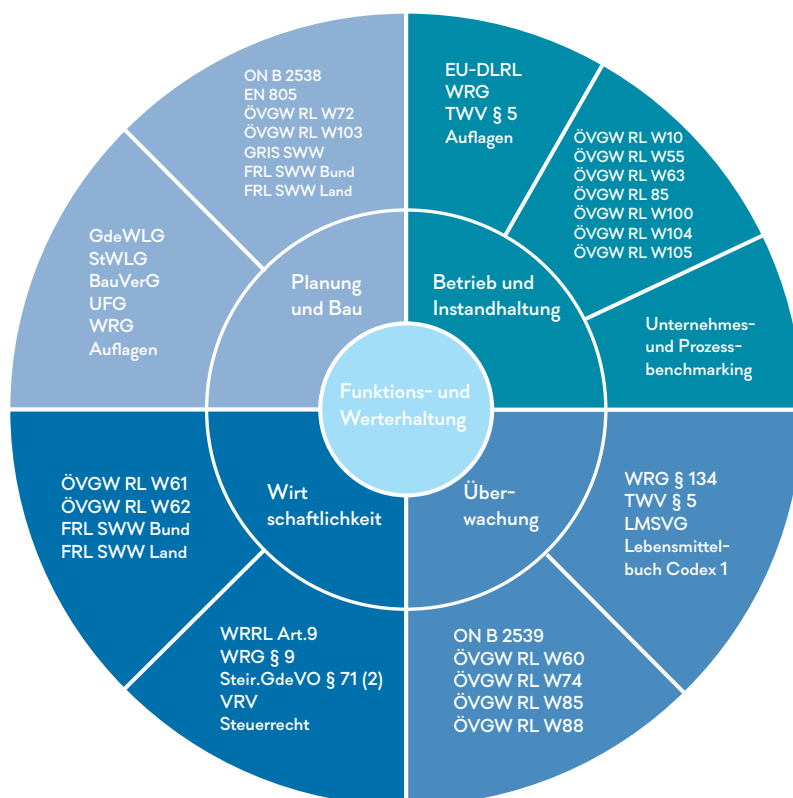 ON B 2538
EN 805
ÖVGW RL W72
ÖVGW RL W103
GRIS SWW
FRL SWW Bund
FRL SWW Land
EU-DLRL
WRG
TWV § 5
Auflagen
ÖVGW RL W10
ÖVGW RL W55
ÖVGW RL W63
ÖVGW RL 85
ÖVGW RL W100
ÖVGW RL W104
ÖVGW RL W105
GdeWLG
StWLG
BauVerG
UFG
WRG
Auflagen
Planung
und Bau
Betrieb und
Instandhaltung
Unternehmes-
und Prozess-
benchmarking
Funktions- und
Werterhaltung
ÖVGW RL W61
ÖVGW RL W62
FRL SWW Bund
FRL SWW Land
Wirt
schaftlichkeit
Über-
wachung
WRG § 134
TWV § 5
LMSVG
Lebensmittel-
buch Codex 1
WRRL Art.9
WRG § 9
Steir.GdeVO § 71 (2)
VRV
Steuerrecht
ON B 2539
ÖVGW RL W60
ÖVGW RL W74
ÖVGW RL W85
ÖVGW RL W88